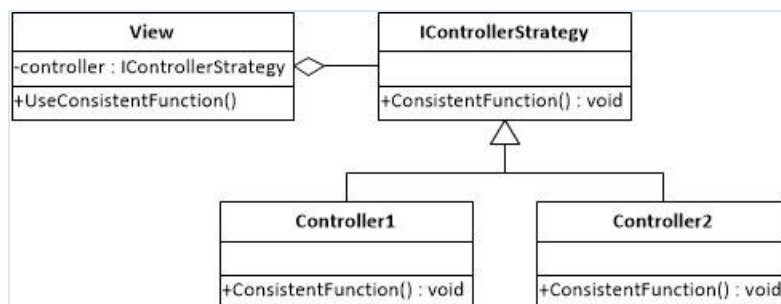 View
-controller : IControllerStrategy
+UseConsistentFunction()
IControllerStrategy
+ConsistentFunction() : void
Controller1
+ConsistentFunction() : void
Controller2
+ConsistentFunction() : void